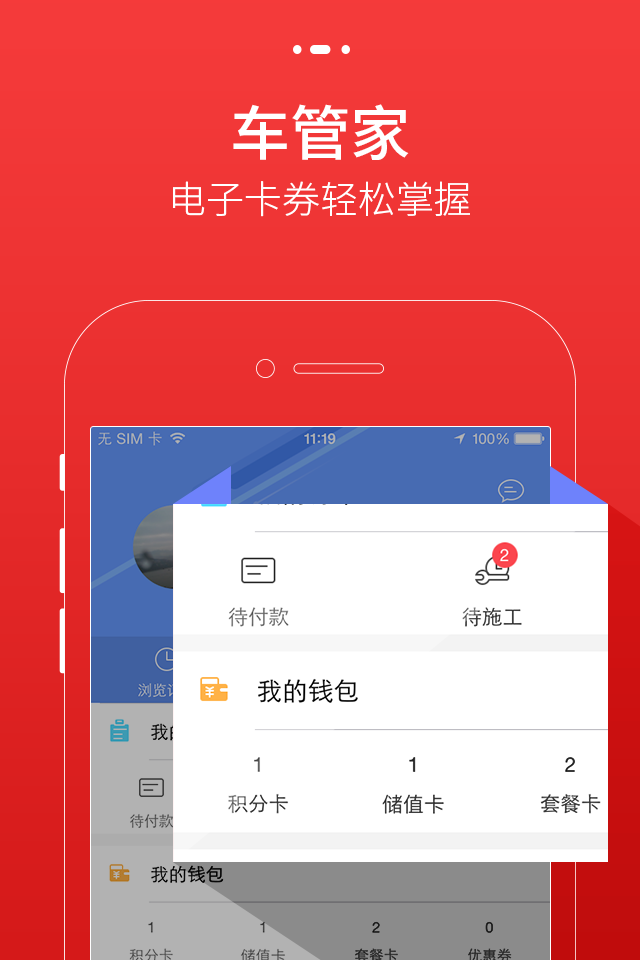 车管家
电子卡券轻松掌握
无 SIM 卡 11:19 100%
2
待付款 待施工
浏览
我的钱包
1 1 2
积分卡 储值卡 套餐卡
我
待付款
我的钱包
1 1 2 0
积分卡 储值卡 套餐卡 优惠券